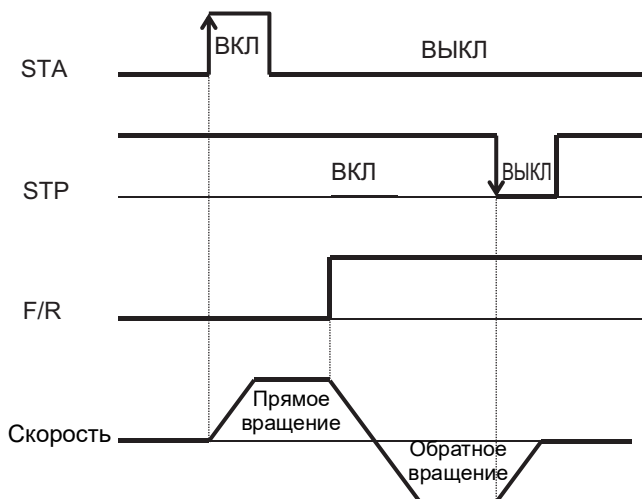 ВКЛ
ВЫКЛ
STA
ВКЛ
ВЫКЛ
STP
F/R
Прямое
вращение
Скорость
Обратное
вращение